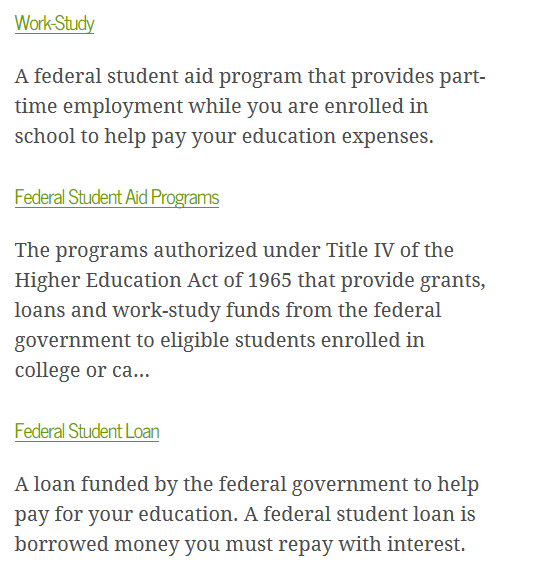 Work-Study
A federal student aid program that provides part-
time employment while you are enrolled in
school to help pay your education expenses.
Federal Student Aid Programs
The programs authorized under Title IV of the
Higher Education Act of 1965 that provide grants,
loans and work-study funds from the federal
government to eligible students enrolled in
college or ca...
Federal Student Loan
A loan funded by the federal government to help
pay for your education. A federal student loan is
borrowed money you must repay with interest.